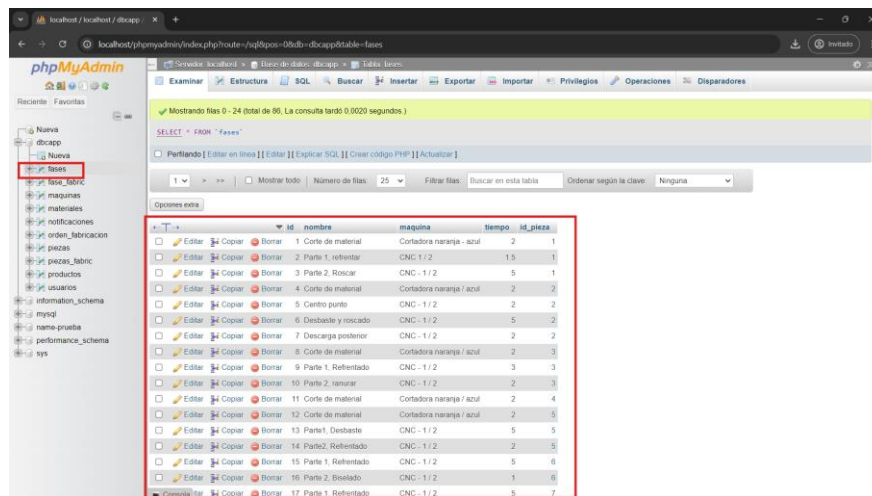 localhost / localhost / dbcapp /
localhost/phpmyadmin/index.php?route=/sql&pos=0&db=dbcapp&table=fases
Invitado
phpMyAdmin
Reciente Favoritas
Nueva
dbcapp
Nueva
fases
fase_fabric
maquinas
materiales
notificaciones
orden_fabricacion
piezas
piezas_fabric
productos
usuarios
information_schema
mysql
name-prueba
performance_schema
sys
Servidor: localhost » Base de datos: dbcapp » Tabla: fases
Examinar Estructura SQL Buscar Insertar Exportar Importar Privilegios Operaciones Disparadores
Mostrando filas 0 - 24 (total de 86, La consulta tardó 0,0020 segundos.)
SELECT * FROM `fases`
Perfilando [ Editar en línea ] [ Editar ] [ Explicar SQL ] [ Crear código PHP ] [ Actualizar ]
1 > >> Mostrar todo Número de filas: 25 Filtrar filas: Buscar en esta tabla Ordenar según la clave: Ninguna
Opciones extra
id nombre maquina tiempo id_pieza
Editar Copiar Borrar 1 Corte de material Cortadora naranja - azul 2 1
Editar Copiar Borrar 2 Parte 1, refrentar CNC 1 / 2 1.5 1
Editar Copiar Borrar 3 Parte 2, Roscar CNC - 1 / 2 5 1
Editar Copiar Borrar 4 Corte de material Cortadora naranja / azul 2 2
Editar Copiar Borrar 5 Centro punto CNC - 1 / 2 2 2
Editar Copiar Borrar 6 Desbaste y roscado CNC - 1 / 2 5 2
Editar Copiar Borrar 7 Descarga posterior CNC - 1 / 2 2 2
Editar Copiar Borrar 8 Corte de material Cortadora naranja / azul 2 3
Editar Copiar Borrar 9 Parte 1, Refrentado CNC - 1 / 2 3 3
Editar Copiar Borrar 10 Parte 2, ranurar CNC - 1 / 2 2 3
Editar Copiar Borrar 11 Corte de material Cortadora naranja / azul 2 4
Editar Copiar Borrar 12 Corte de material Cortadora naranja / azul 2 5
Editar Copiar Borrar 13 Parte1, Desbaste CNC - 1 / 2 5 5
Editar Copiar Borrar 14 Parte2, Refrentado CNC - 1 / 2 2 5
Editar Copiar Borrar 15 Parte 1, Refrentado CNC - 1 / 2 5 6
Editar Copiar Borrar 16 Parte 2, Biselado CNC - 1 / 2 1 6
Consola tar Copiar Borrar 17 Parte 1, Refrentado CNC - 1 / 2 5 7